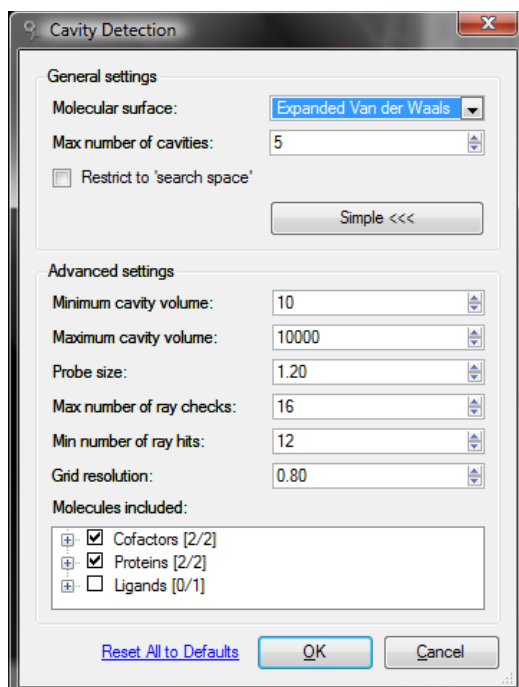 Cavity Detection
General settings
Molecular surface: Expanded Van der Waals
Max number of cavities: 5
Restrict to 'search space'
Simple <<<
Advanced settings
Minimum cavity volume: 10
Maximum cavity volume: 10000
Probe size: 1.20
Max number of ray checks: 16
Min number of ray hits: 12
Grid resolution: 0.80
Molecules included:
Cofactors [2/2]
Proteins [2/2]
Ligands [0/1]
Reset All to Defaults OK Cancel